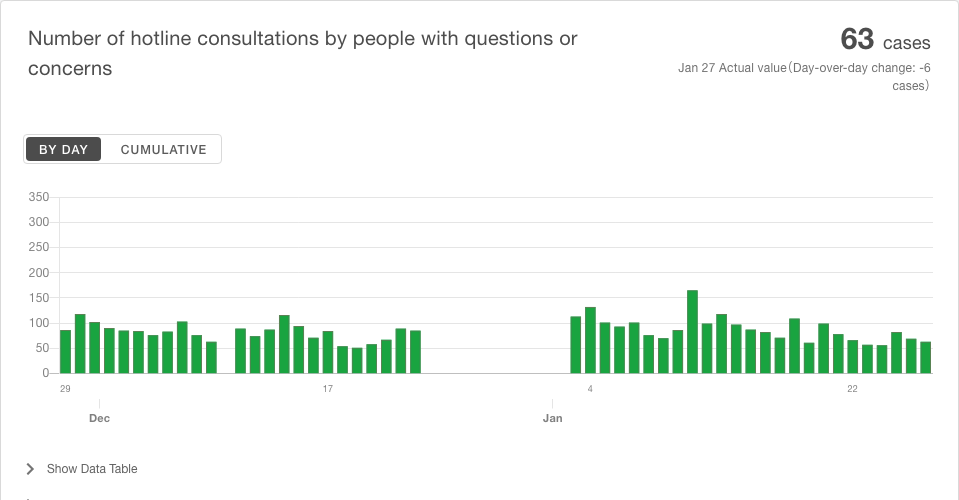 Number of hotline consultations by people with questions or
concerns
63 cases
Jan 27 Actual value(Day-over-day change: -6
cases)
BY DAY
CUMULATIVE
350
300
250
200
150
100
50
0
29
17
4
22
Dec
Jan
Show Data Table